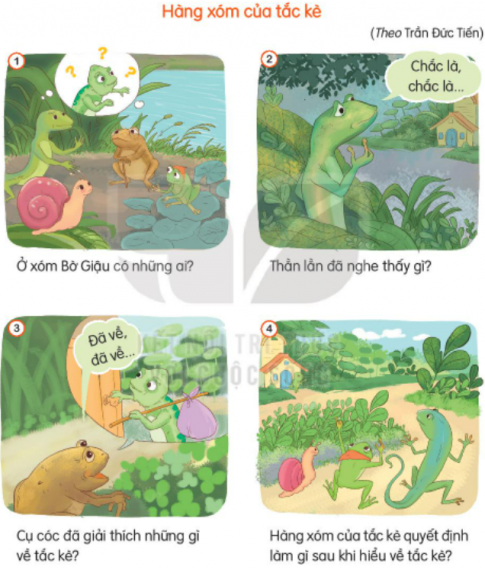 Hàng xóm của tắc kè
(Theo Trần Đức Tiến)
1
? ? ?
2
Chắc là,
chắc là...
Ở xóm Bờ Giậu có những ai?
Thằn lằn đã nghe thấy gì?
3
Đã về,
đã về...
4
Cụ cóc đã giải thích những gì
về tắc kè?
Hàng xóm của tắc kè quyết định
làm gì sau khi hiểu về tắc kè?